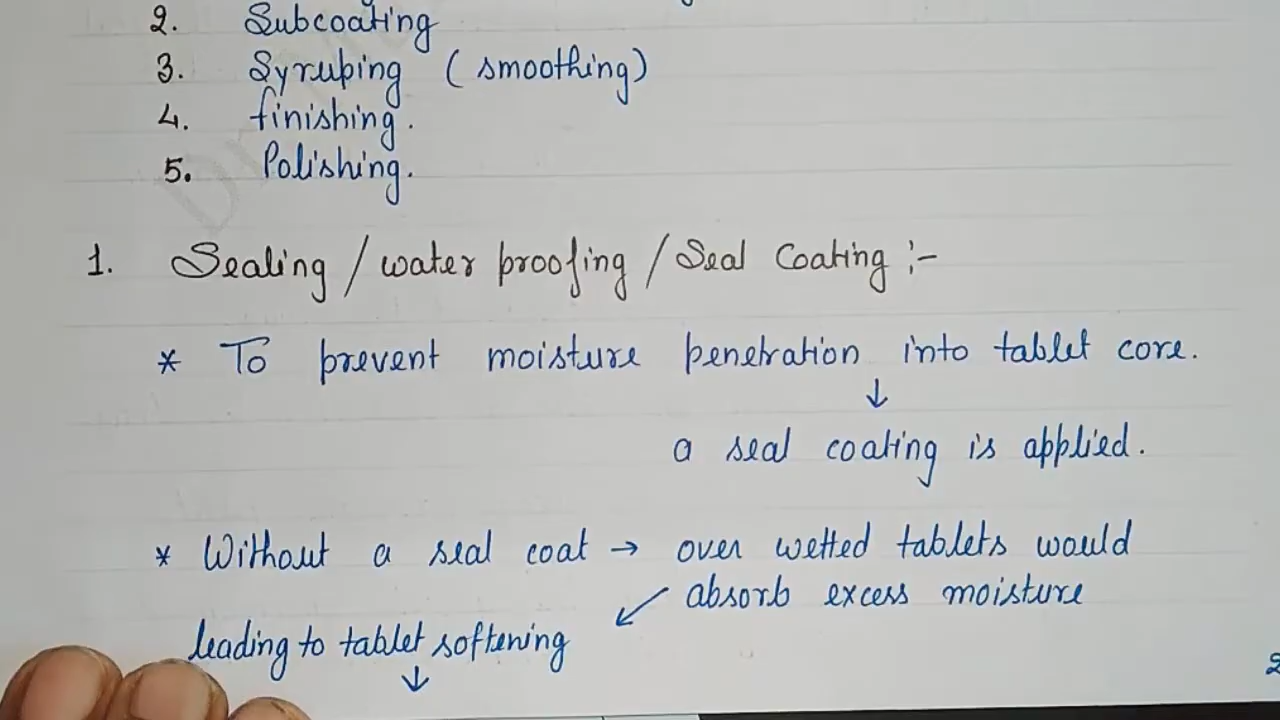 2. Subcoating
3. Syruping (smoothing)
4. finishing.
5. Polishing.
1. Sealing / water proofing / Seal Coating :-
* To prevent moisture penetration into tablet core.
↓
a seal coating is applied.
* Without a seal coat → over wetted tablets would
absorb excess moisture
↙
leading to tablet softening
↓